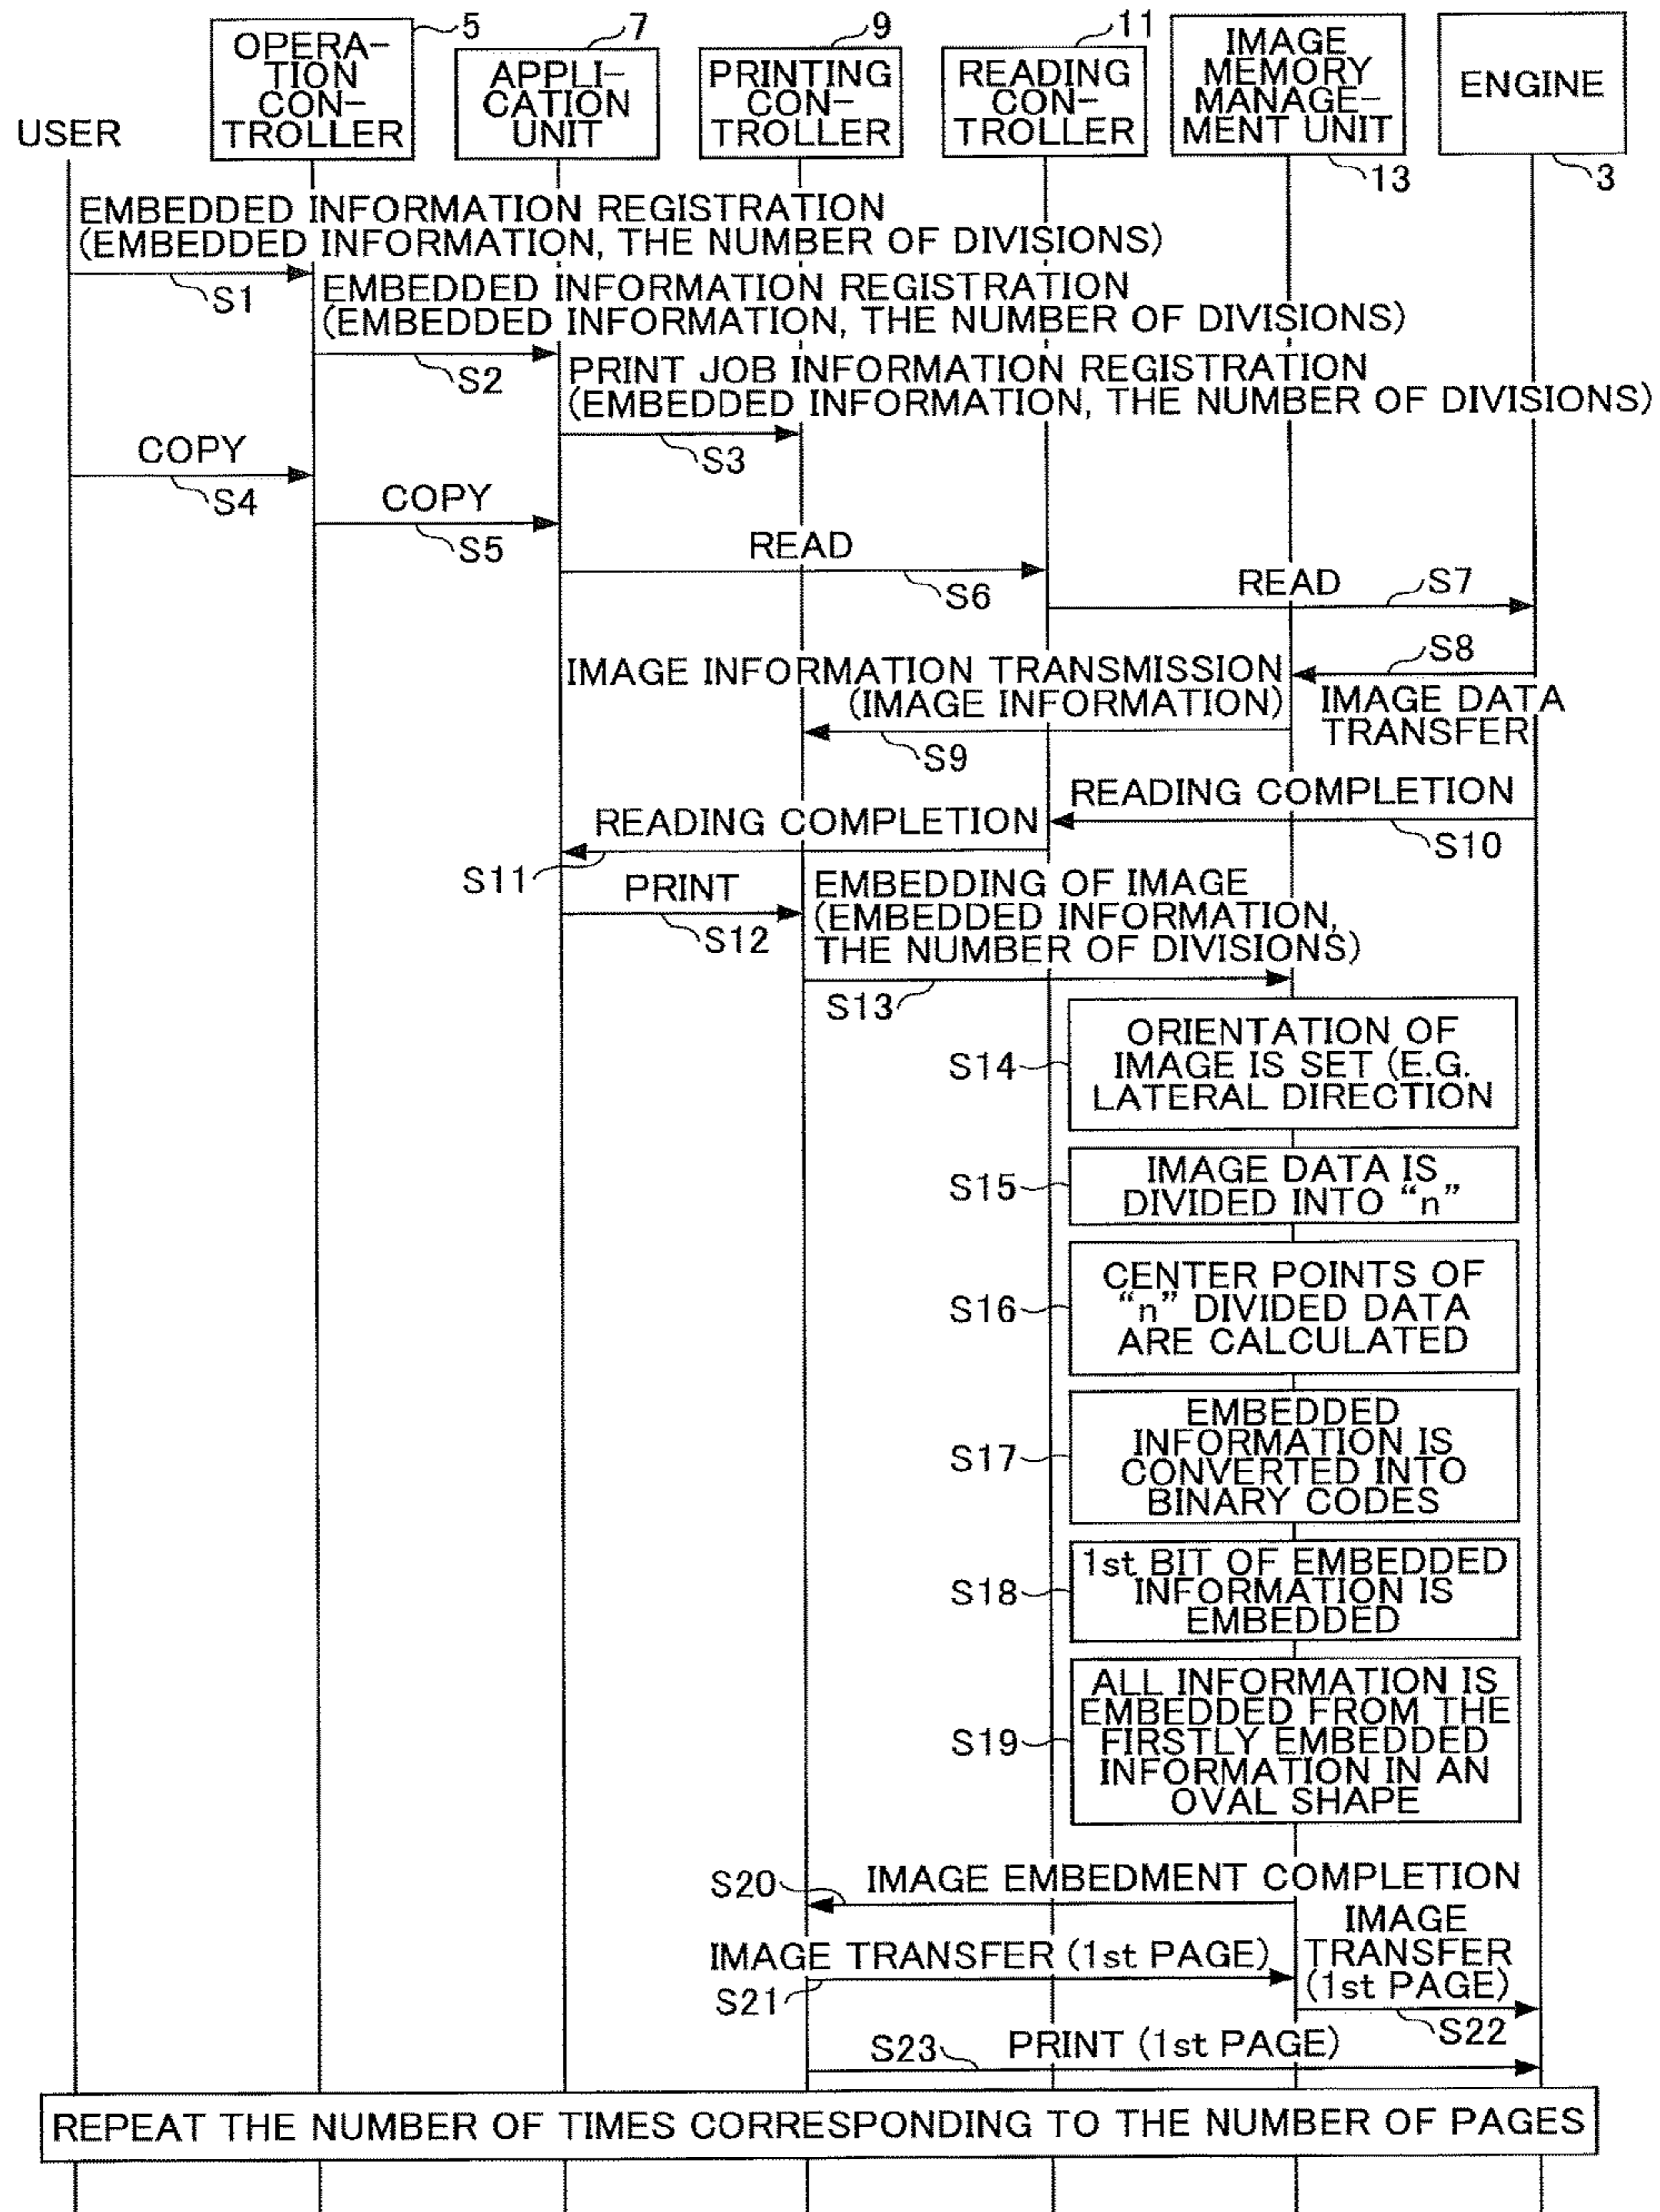 5
OPERA-
TION
CON-
TROLLER
7
APPLI-
CATION
UNIT
9
PRINTING
CON-
TROLLER
11
READING
CON-
TROLLER
IMAGE
MEMORY
MANAGE-
MENT UNIT
13
ENGINE
3
USER
EMBEDDED INFORMATION REGISTRATION
(EMBEDDED INFORMATION, THE NUMBER OF DIVISIONS)
S1
EMBEDDED INFORMATION REGISTRATION
(EMBEDDED INFORMATION, THE NUMBER OF DIVISIONS)
S2
PRINT JOB INFORMATION REGISTRATION
(EMBEDDED INFORMATION, THE NUMBER OF DIVISIONS)
S3
COPY
S4
COPY
S5
READ
S6
READ
S7
S8
IMAGE DATA
TRANSFER
IMAGE INFORMATION TRANSMISSION
(IMAGE INFORMATION)
S9
READING COMPLETION
S10
READING COMPLETION
S11
PRINT
S12
EMBEDDING OF IMAGE
(EMBEDDED INFORMATION,
THE NUMBER OF DIVISIONS)
S13
S14
ORIENTATION OF
IMAGE IS SET (E.G.
LATERAL DIRECTION
S15
IMAGE DATA IS
DIVIDED INTO “n”
S16
CENTER POINTS OF
“n” DIVIDED DATA
ARE CALCULATED
S17
EMBEDDED
INFORMATION IS
CONVERTED INTO
BINARY CODES
S18
1st BIT OF EMBEDDED
INFORMATION IS
EMBEDDED
S19
ALL INFORMATION IS
EMBEDDED FROM THE
FIRSTLY EMBEDDED
INFORMATION IN AN
OVAL SHAPE
S20
IMAGE EMBEDMENT COMPLETION
IMAGE TRANSFER (1st PAGE)
S21
IMAGE
TRANSFER
(1st PAGE)
S22
S23
PRINT (1st PAGE)
REPEAT THE NUMBER OF TIMES CORRESPONDING TO THE NUMBER OF PAGES